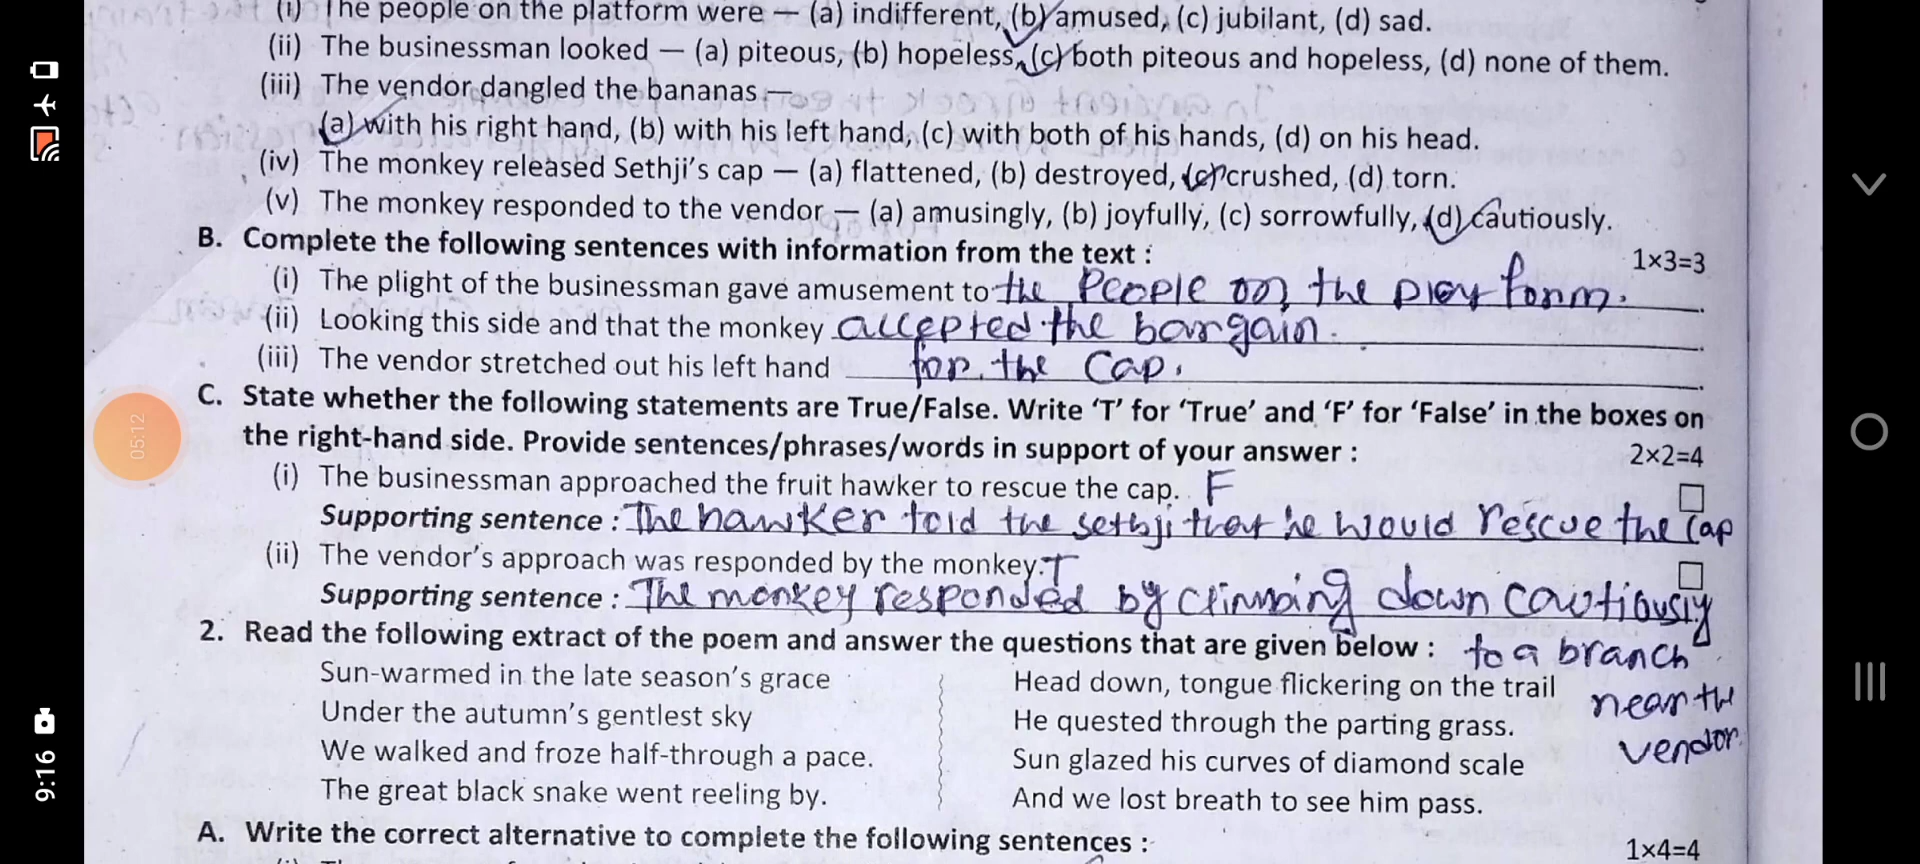 (i) The people on the platform were — (a) indifferent, (b) amused, (c) jubilant, (d) sad.
(ii) The businessman looked — (a) piteous, (b) hopeless, (c) both piteous and hopeless, (d) none of them.
(iii) The vendor dangled the bananas —
(a) with his right hand, (b) with his left hand, (c) with both of his hands, (d) on his head.
(iv) The monkey released Sethji's cap — (a) flattened, (b) destroyed, (c) crushed, (d) torn.
(v) The monkey responded to the vendor — (a) amusingly, (b) joyfully, (c) sorrowfully, (d) cautiously.
B. Complete the following sentences with information from the text : 1×3=3
(i) The plight of the businessman gave amusement to the People on the play form.
(ii) Looking this side and that the monkey accepted the bargain.
(iii) The vendor stretched out his left hand for the Cap.
C. State whether the following statements are True/False. Write 'T' for 'True' and 'F' for 'False' in the boxes on
the right-hand side. Provide sentences/phrases/words in support of your answer : 2×2=4
(i) The businessman approached the fruit hawker to rescue the cap. F
Supporting sentence : The hawker told the sethji that he would rescue the Cap
(ii) The vendor's approach was responded by the monkey. T
Supporting sentence : The monkey responded by climbing down cautiously
to a branch
near the
vendor.
2. Read the following extract of the poem and answer the questions that are given below :
Sun-warmed in the late season's grace
Under the autumn's gentlest sky
We walked and froze half-through a pace.
The great black snake went reeling by.
Head down, tongue flickering on the trail
He quested through the parting grass.
Sun glazed his curves of diamond scale
And we lost breath to see him pass.
A. Write the correct alternative to complete the following sentences : 1×4=4
05:12
9:16